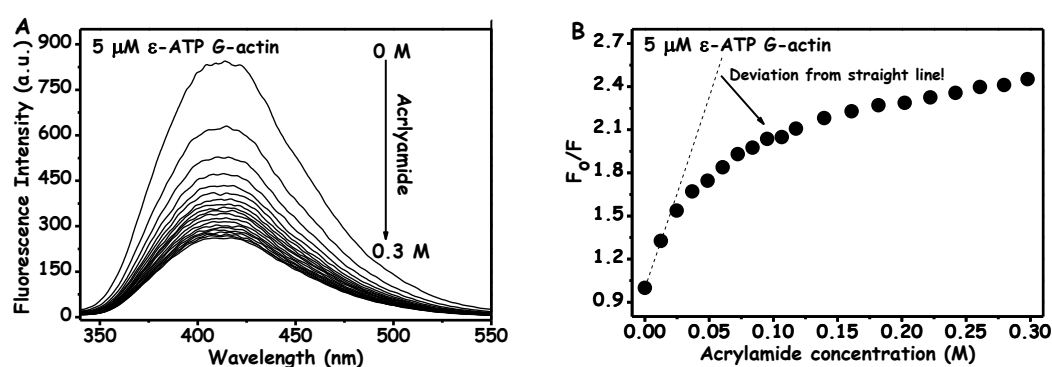 A
5 μM ε-ATP G-actin
0 M
Acrlyamide
0.3 M
Fluorescence Intensity (a.u.)
900
750
600
450
300
150
0
350 400 450 500 550
Wavelength (nm)
B
5 μM ε-ATP G-actin
Deviation from straight line!
F₀/F
2.7
2.4
2.1
1.8
1.5
1.2
0.9
0.00 0.05 0.10 0.15 0.20 0.25 0.30
Acrylamide concentration (M)